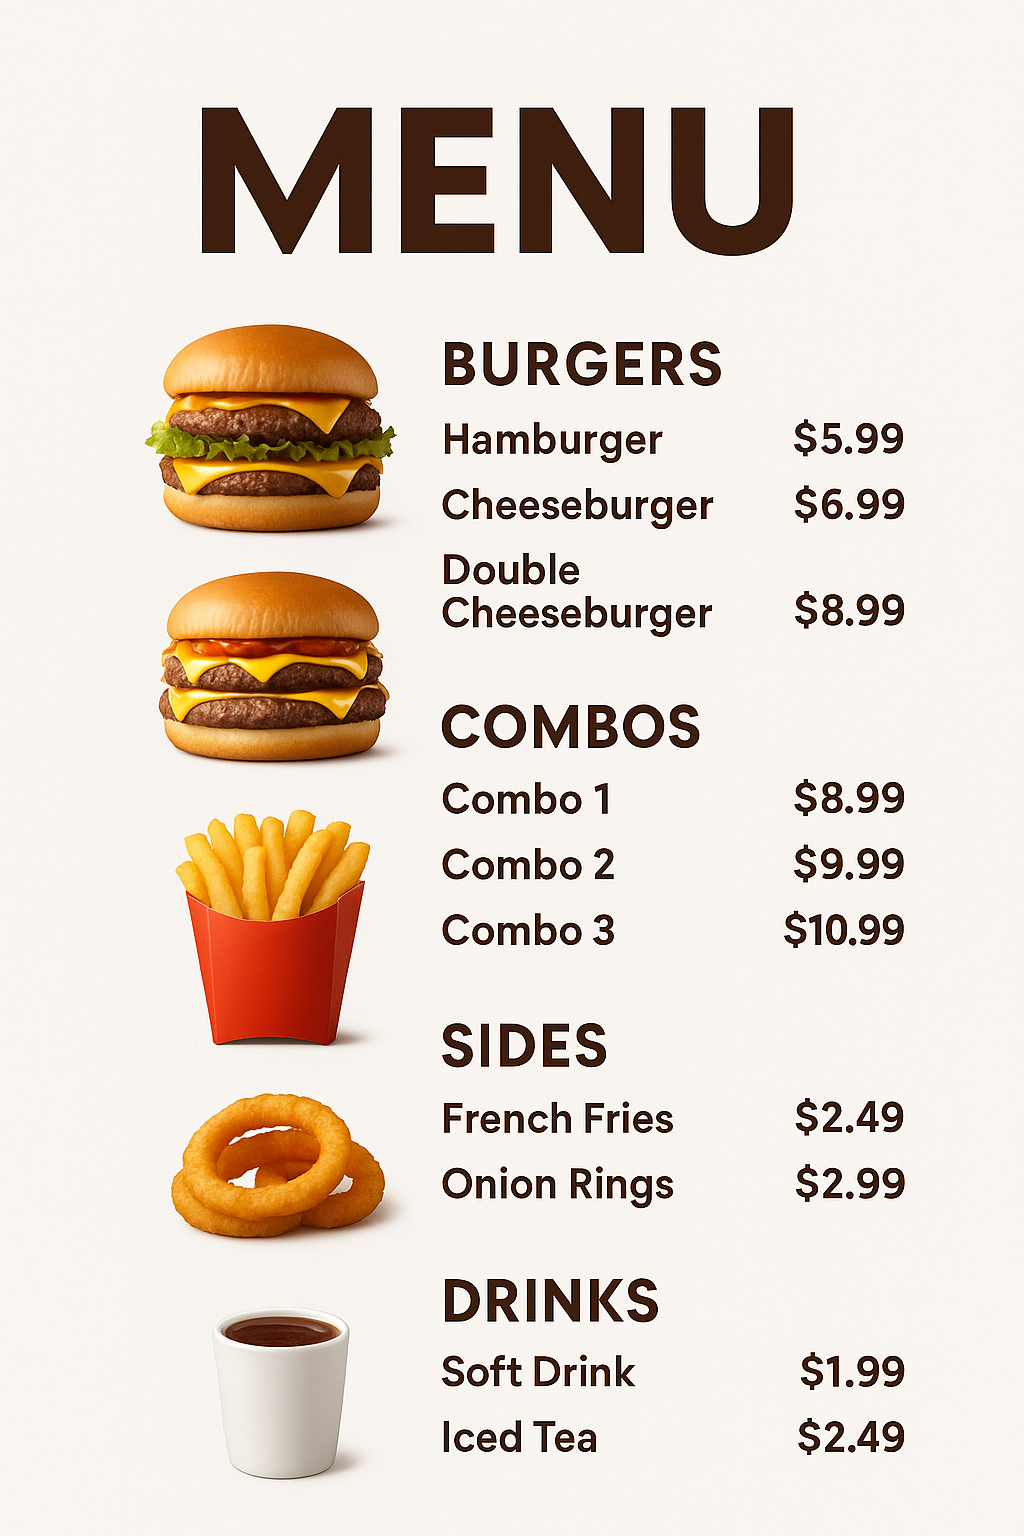 MENU
BURGERS
Hamburger $5.99
Cheeseburger $6.99
Double
Cheeseburger $8.99
COMBOS
Combo 1 $8.99
Combo 2 $9.99
Combo 3 $10.99
SIDES
French Fries $2.49
Onion Rings $2.99
DRINKS
Soft Drink $1.99
Iced Tea $2.49